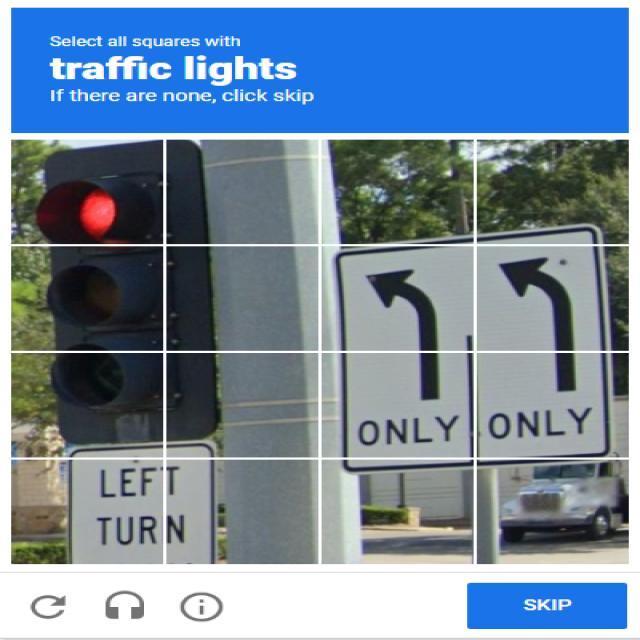 Select all squares with
traffic lights
If there are none, click skip
ONLY
ONLY
LEFT
TURN
SKIP